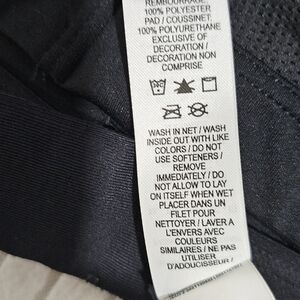 REMBOURRAGE:
100% POLYESTER
PAD / COUSSINET:
100% POLYURETHANE
EXCLUSIVE OF
DECORATION /
DECORATION NON
COMPRISE
WASH IN NET / WASH
INSIDE OUT WITH LIKE
COLORS / DO NOT
USE SOFTENERS /
REMOVE
IMMEDIATELY / DO
NOT ALLOW TO LAY
ON ITSELF WHEN WET
PLACER DANS UN
FILET POUR
NETTOYER / LAVER A
L'ENVERS AVEC
COULEURS
SIMILAIRES / NE PAS
UTILISER
D'ADOUCISSEUR /